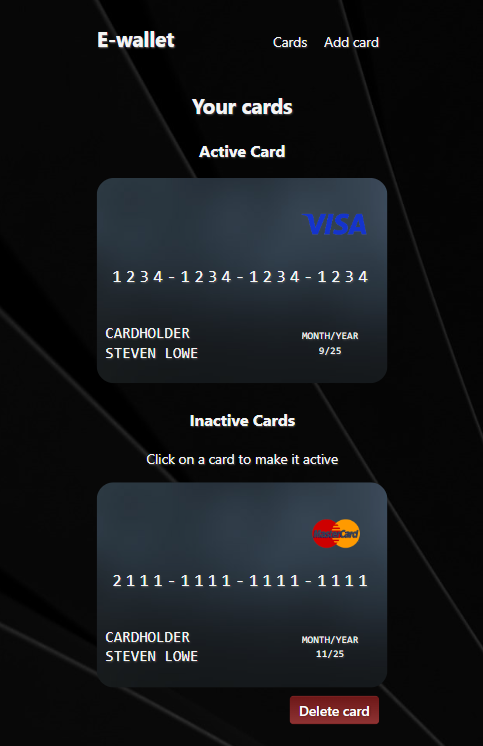 E-wallet
Cards Add card
Your cards
Active Card
VISA
1234-1234-1234-1234
CARDHOLDER
STEVEN LOWE
MONTH/YEAR
9/25
Inactive Cards
Click on a card to make it active
MasterCard
2111-1111-1111-1111
CARDHOLDER
STEVEN LOWE
MONTH/YEAR
11/25
Delete card